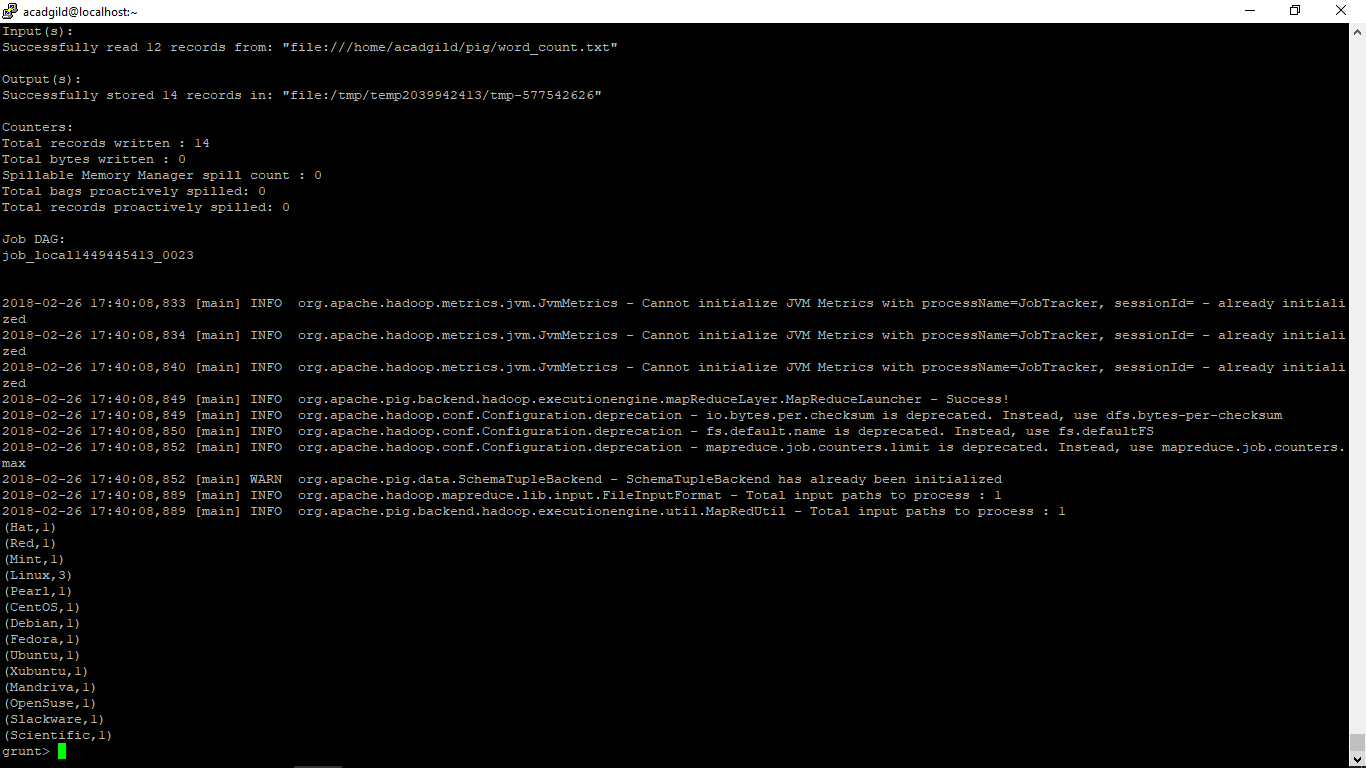 acadgild@localhost:~
Input(s):
Successfully read 12 records from: "file:///home/acadgild/pig/word_count.txt"
Output(s):
Successfully stored 14 records in: "file:/tmp/temp2039942413/tmp-577542626"
Counters:
Total records written : 14
Total bytes written : 0
Spillable Memory Manager spill count : 0
Total bags proactively spilled: 0
Total records proactively spilled: 0
Job DAG:
job_local1449445413_0023
2018-02-26 17:40:08,833 [main] INFO  org.apache.hadoop.metrics.jvm.JvmMetrics - Cannot initialize JVM Metrics with processName=JobTracker, sessionId= - already initiali
zed
2018-02-26 17:40:08,834 [main] INFO  org.apache.hadoop.metrics.jvm.JvmMetrics - Cannot initialize JVM Metrics with processName=JobTracker, sessionId= - already initiali
zed
2018-02-26 17:40:08,840 [main] INFO  org.apache.hadoop.metrics.jvm.JvmMetrics - Cannot initialize JVM Metrics with processName=JobTracker, sessionId= - already initiali
zed
2018-02-26 17:40:08,849 [main] INFO  org.apache.pig.backend.hadoop.executionengine.mapReduceLayer.MapReduceLauncher - Success!
2018-02-26 17:40:08,849 [main] INFO  org.apache.hadoop.conf.Configuration.deprecation - io.bytes.per.checksum is deprecated. Instead, use dfs.bytes-per-checksum
2018-02-26 17:40:08,850 [main] INFO  org.apache.hadoop.conf.Configuration.deprecation - fs.default.name is deprecated. Instead, use fs.defaultFS
2018-02-26 17:40:08,852 [main] INFO  org.apache.hadoop.conf.Configuration.deprecation - mapreduce.job.counters.limit is deprecated. Instead, use mapreduce.job.counters.
max
2018-02-26 17:40:08,852 [main] WARN  org.apache.pig.data.SchemaTupleBackend - SchemaTupleBackend has already been initialized
2018-02-26 17:40:08,889 [main] INFO  org.apache.hadoop.mapreduce.lib.input.FileInputFormat - Total input paths to process : 1
2018-02-26 17:40:08,889 [main] INFO  org.apache.pig.backend.hadoop.executionengine.util.MapRedUtil - Total input paths to process : 1
(Hat,1)
(Red,1)
(Mint,1)
(Linux,3)
(Pearl,1)
(CentOS,1)
(Debian,1)
(Fedora,1)
(Ubuntu,1)
(Xubuntu,1)
(Mandriva,1)
(OpenSuse,1)
(Slackware,1)
(Scientific,1)
grunt>